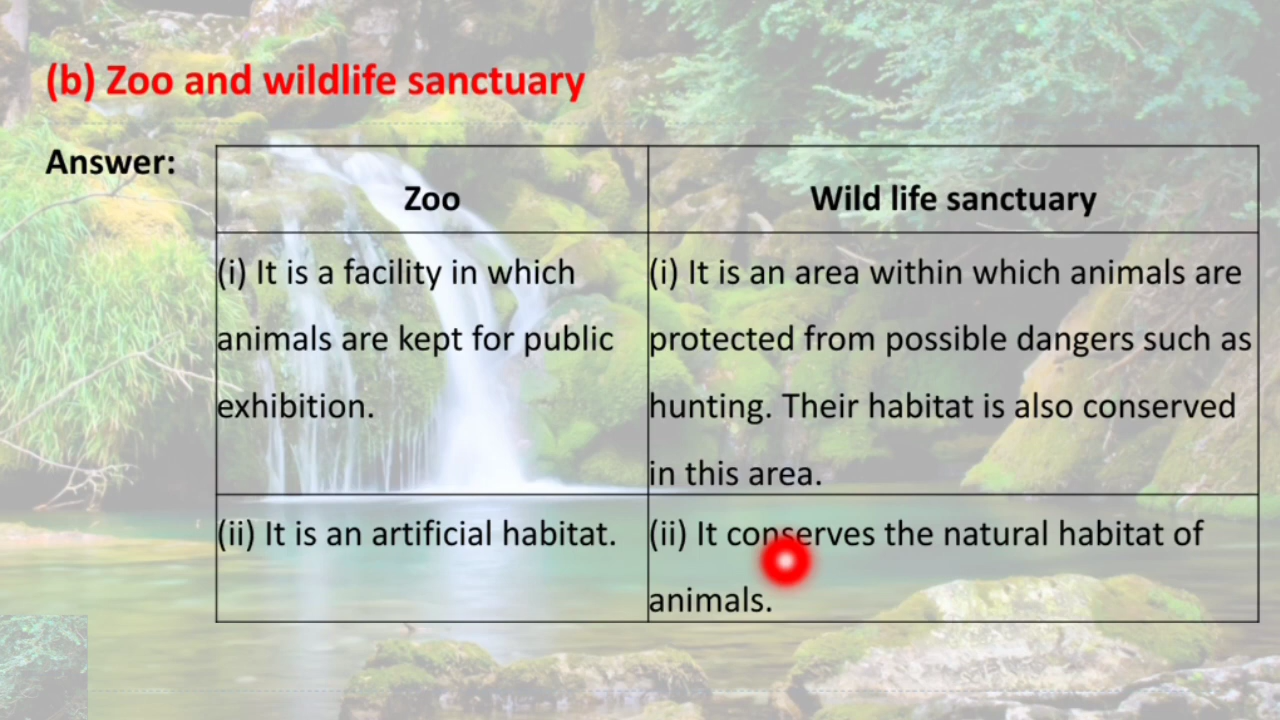 (b) Zoo and wildlife sanctuary
Answer:
Zoo
Wild life sanctuary
(i) It is a facility in which
animals are kept for public
exhibition.
(i) It is an area within which animals are
protected from possible dangers such as
hunting. Their habitat is also conserved
in this area.
(ii) It is an artificial habitat.
(ii) It conserves the natural habitat of
animals.